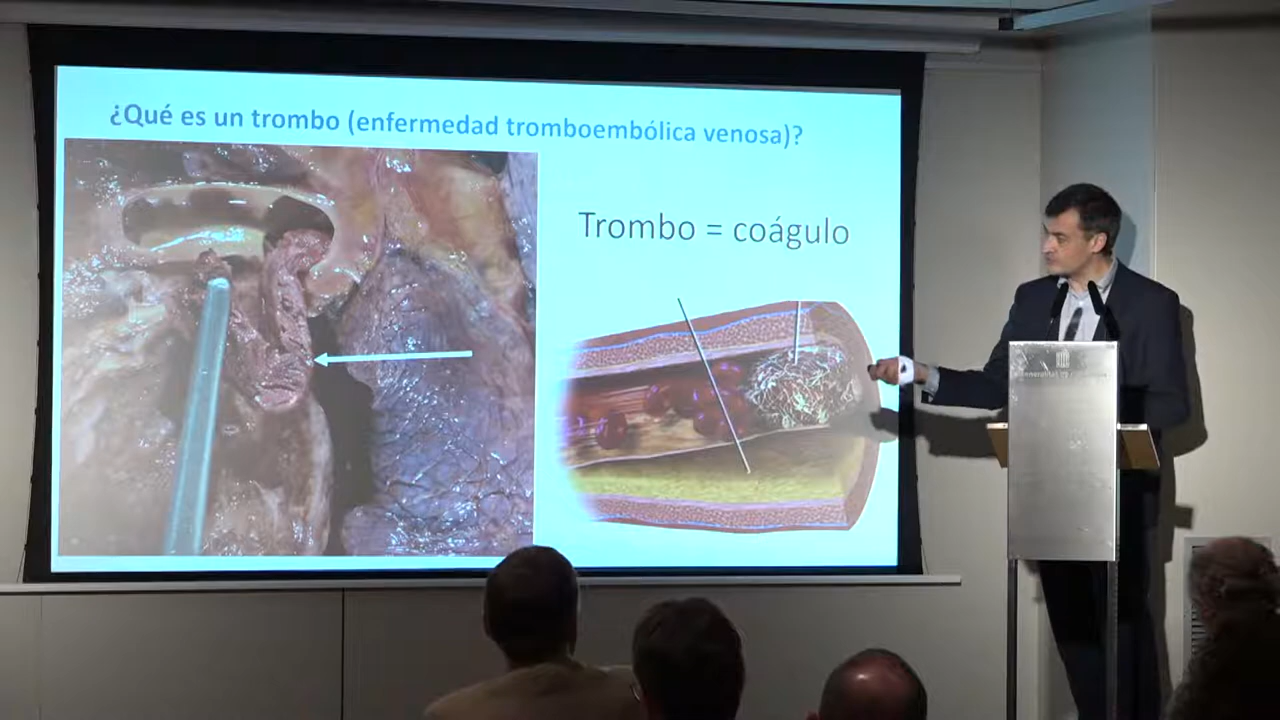 ¿Qué es un trombo (enfermedad tromboembólica venosa)?
Trombo = coágulo